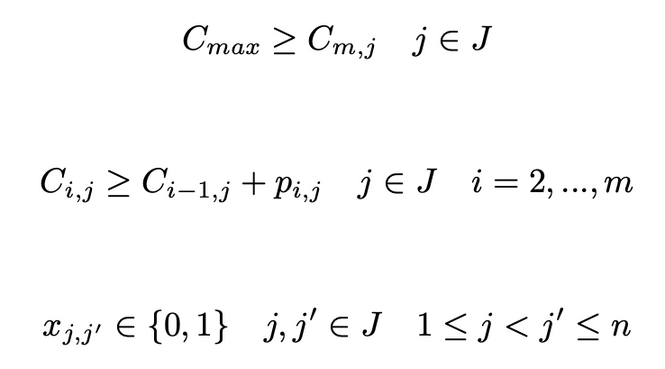 C_{max} ≥ C_{m,j} j ∈ J
C_{i,j} ≥ C_{i−1,j} + p_{i,j} j ∈ J i = 2, ..., m
x_{j,j'} ∈ {0, 1} j, j' ∈ J 1 ≤ j < j' ≤ n